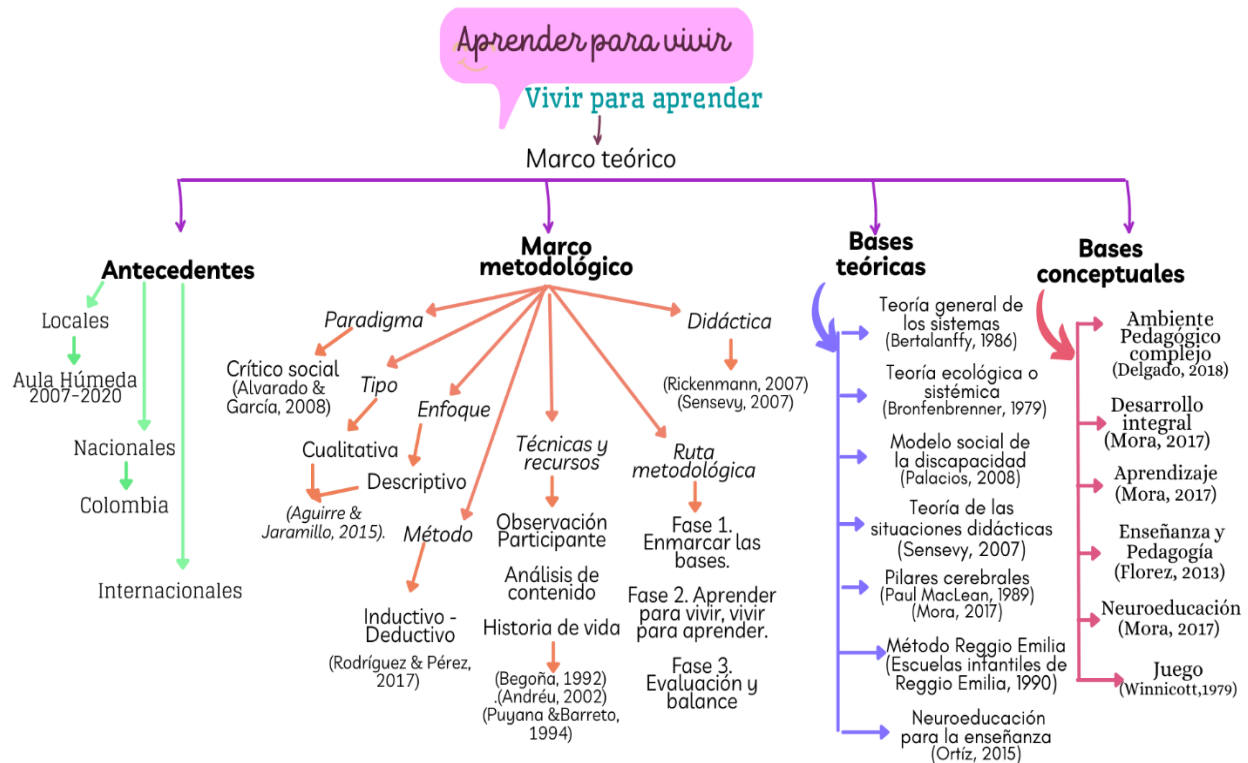 Aprender para vivir
Vivir para aprender
Marco teórico
Antecedentes
Locales
Aula Húmeda
2007-2020
Nacionales
Colombia
Internacionales
Marco
metodológico
Paradigma
Crítico social
(Alvarado &
García, 2008)
Tipo
Cualitativa
Enfoque
Descriptivo
(Aguirre &
Jaramillo, 2015).
Método
Inductivo -
Deductivo
(Rodríguez & Pérez,
2017)
Técnicas y
recursos
Observación
Participante
Análisis de
contenido
Historia de vida
(Begoña, 1992)
.(Andréu, 2002)
(Puyana &Barreto,
1994)
Ruta
metodológica
Fase 1.
Enmarcar las
bases.
Fase 2. Aprender
para vivir, vivir
para aprender.
Fase 3.
Evaluación y
balance
Didáctica
(Rickenmann, 2007)
(Sensevy, 2007)
Bases
teóricas
Teoría general de
los sistemas
(Bertalanffy, 1986)
Teoría ecológica o
sistémica
(Bronfenbrenner, 1979)
Modelo social de
la discapacidad
(Palacios, 2008)
Teoría de las
situaciones didácticas
(Sensevy, 2007)
Pilares cerebrales
(Paul MacLean, 1989)
(Mora, 2017)
Método Reggio Emilia
(Escuelas infantiles de
Reggio Emilia, 1990)
Neuroeducación
para la enseñanza
(Ortíz, 2015)
Bases
conceptuales
Ambiente
Pedagógico
complejo
(Delgado, 2018)
Desarrollo
integral
(Mora, 2017)
Aprendizaje
(Mora, 2017)
Enseñanza y
Pedagogía
(Florez, 2013)
Neuroeducación
(Mora, 2017)
Juego
(Winnicott,1979)